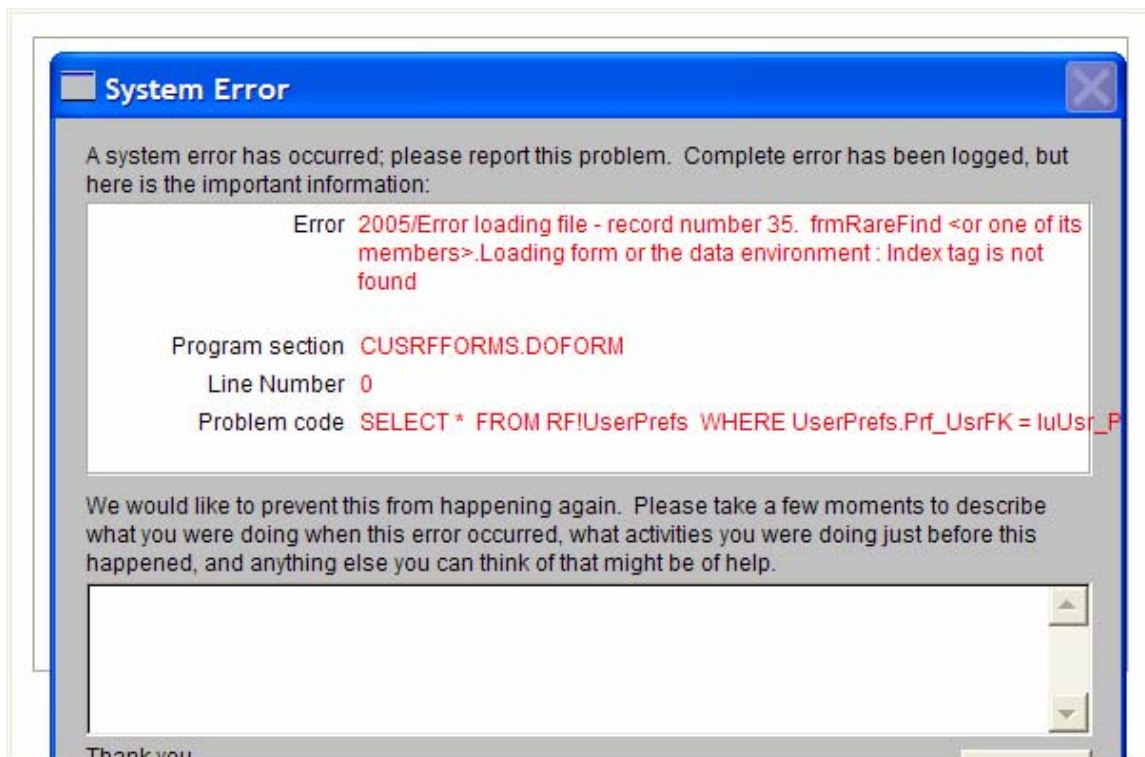 System Error
A system error has occurred; please report this problem. Complete error has been logged, but
here is the important information:
Error 2005/Error loading file - record number 35. frmRareFind <or one of its
members>.Loading form or the data environment : Index tag is not
found
Program section CUSRFFORMS.DOFORM
Line Number 0
Problem code SELECT * FROM RF!UserPrefs WHERE UserPrefs.Prf_UsrFK = luUsr_P
We would like to prevent this from happening again. Please take a few moments to describe
what you were doing when this error occurred, what activities you were doing just before this
happened, and anything else you can think of that might be of help.
Thank you